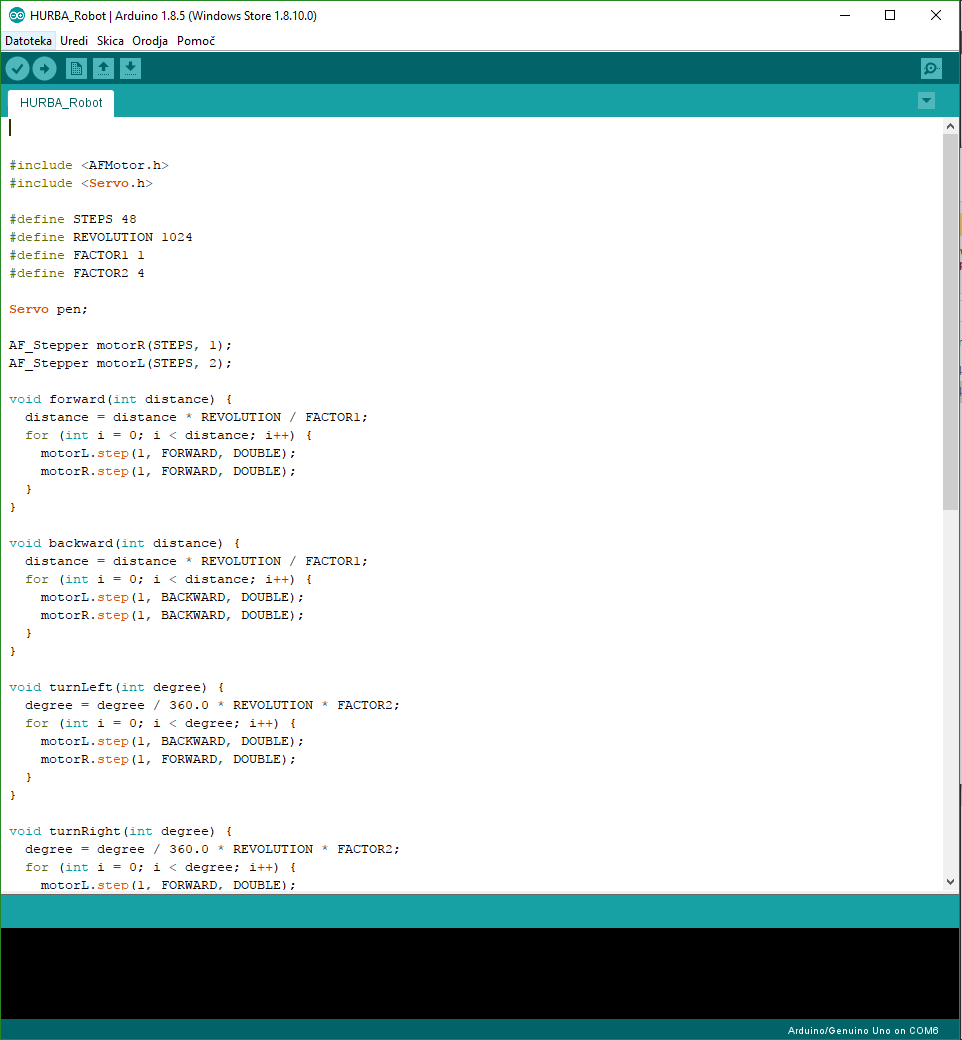 HURBA_Robot | Arduino 1.8.5 (Windows Store 1.8.10.0)
Datoteka Uredi Skica Orodja Pomoč
HURBA_Robot
#include <AFMotor.h>
#include <Servo.h>
#define STEPS 48
#define REVOLUTION 1024
#define FACTOR1 1
#define FACTOR2 4
Servo pen;
AF_Stepper motorR(STEPS, 1);
AF_Stepper motorL(STEPS, 2);
void forward(int distance) {
  distance = distance * REVOLUTION / FACTOR1;
  for (int i = 0; i < distance; i++) {
    motorL.step(1, FORWARD, DOUBLE);
    motorR.step(1, FORWARD, DOUBLE);
  }
}
void backward(int distance) {
  distance = distance * REVOLUTION / FACTOR1;
  for (int i = 0; i < distance; i++) {
    motorL.step(1, BACKWARD, DOUBLE);
    motorR.step(1, BACKWARD, DOUBLE);
  }
}
void turnLeft(int degree) {
  degree = degree / 360.0 * REVOLUTION * FACTOR2;
  for (int i = 0; i < degree; i++) {
    motorL.step(1, BACKWARD, DOUBLE);
    motorR.step(1, FORWARD, DOUBLE);
  }
}
void turnRight(int degree) {
  degree = degree / 360.0 * REVOLUTION * FACTOR2;
  for (int i = 0; i < degree; i++) {
    motorL.step(1, FORWARD, DOUBLE);
Arduino/Genuino Uno on COM6